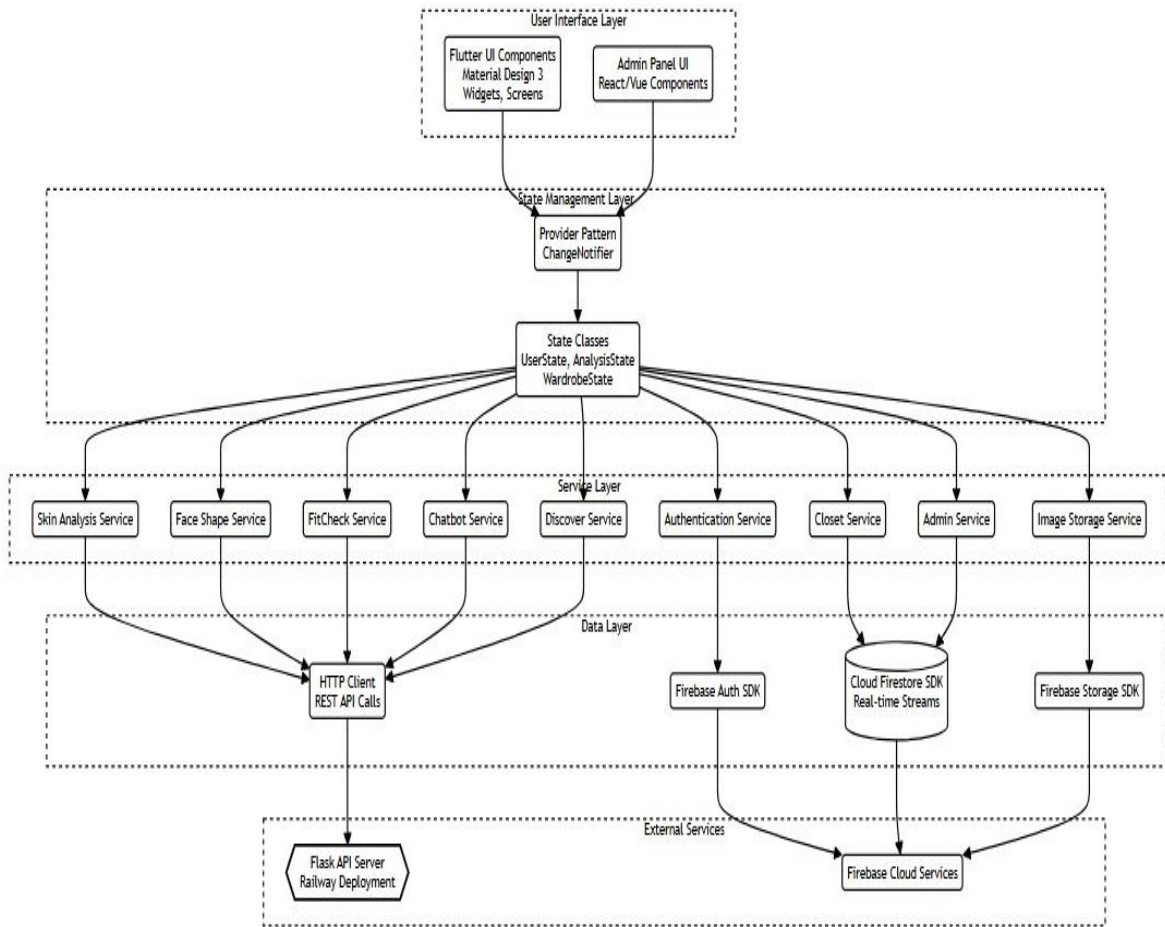 User Interface Layer
Flutter UI Components
Material Design 3
Widgets, Screens
Admin Panel UI
React/Vue Components
State Management Layer
Provider Pattern
ChangeNotifier
State Classes
UserState, AnalysisState
WardrobeState
Service Layer
Skin Analysis Service
Face Shape Service
FitCheck Service
Chatbot Service
Discover Service
Authentication Service
Closet Service
Admin Service
Image Storage Service
Data Layer
HTTP Client
REST API Calls
Firebase Auth SDK
Cloud Firestore SDK
Real-time Streams
Firebase Storage SDK
External Services
Flask API Server
Railway Deployment
Firebase Cloud Services